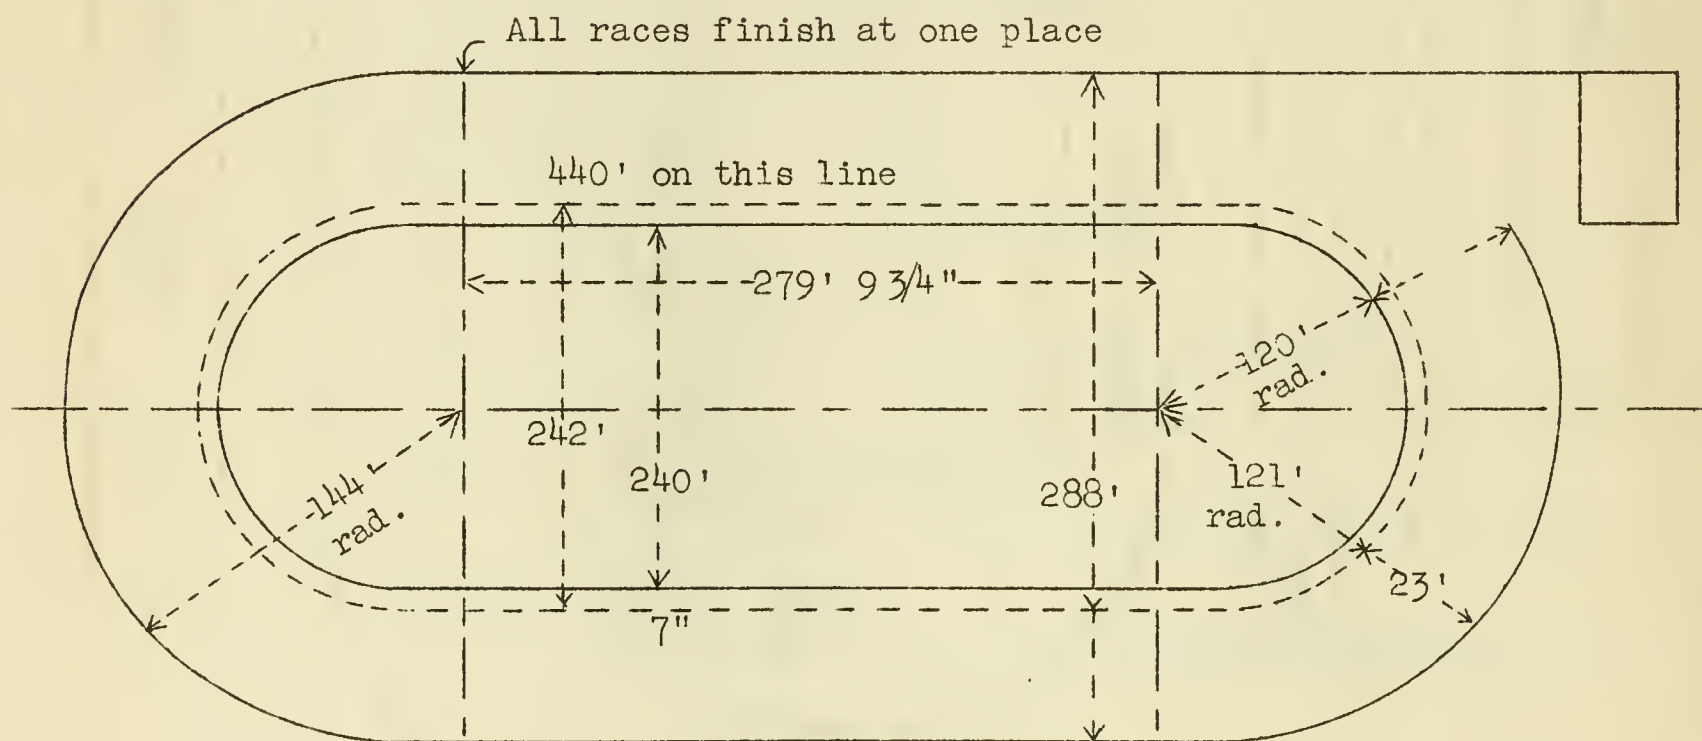 All races finish at one place
440' on this line
279' 9 3/4"
120'
rad.
144'
rad.
242'
240'
288'
121'
rad.
23'
7"